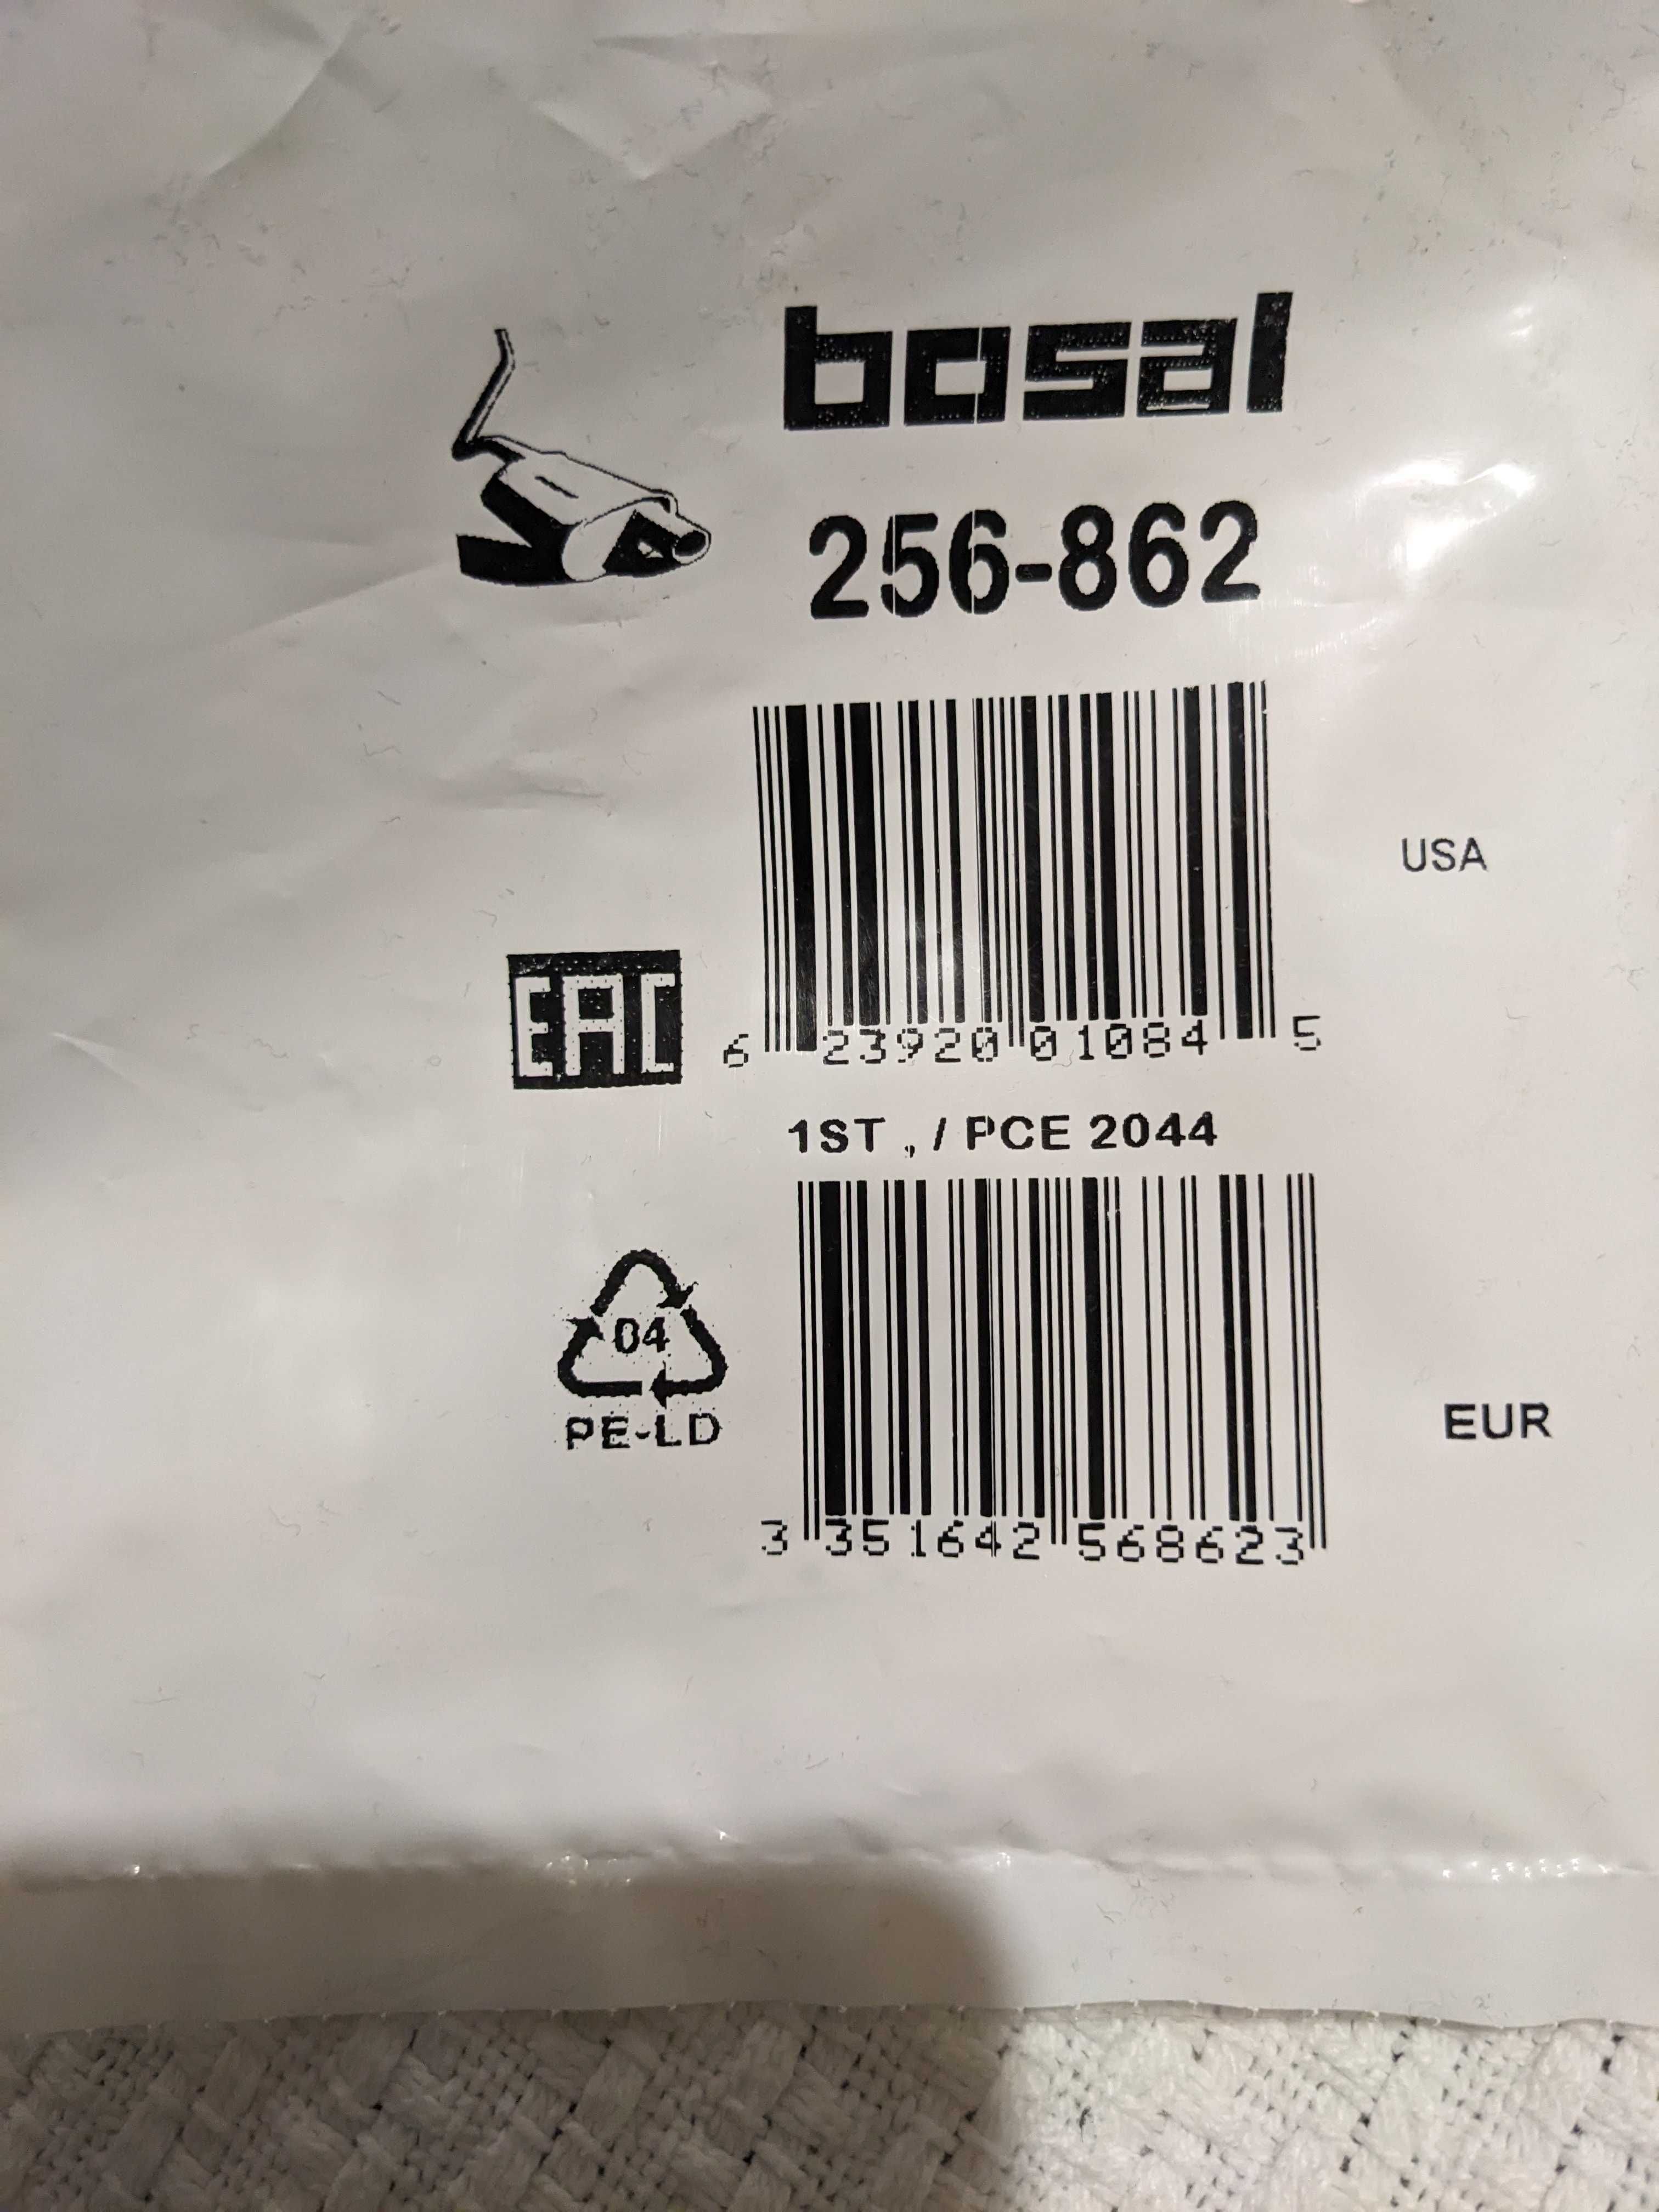 bosal
256-862
USA
EAC
6 23920 01084 5
1ST , / PCE 2044
04
PE-LD
EUR
3 351642 568623